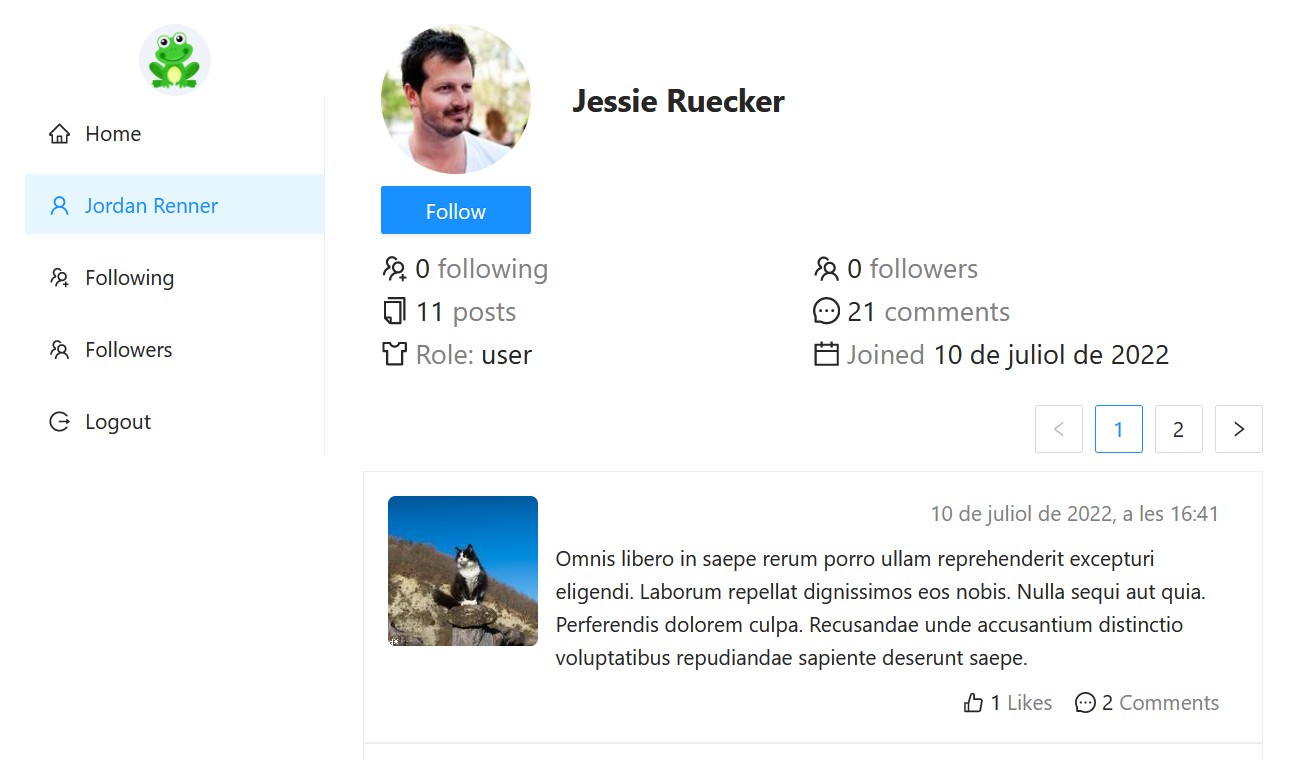 Home
Jordan Renner
Following
Followers
Logout
Jessie Ruecker
Follow
0 following
0 followers
11 posts
21 comments
Role: user
Joined 10 de juliol de 2022
1
2
10 de juliol de 2022, a les 16:41
Omnis libero in saepe rerum porro ullam reprehenderit excepturi
eligendi. Laborum repellat dignissimos eos nobis. Nulla sequi aut quia.
Perferendis dolorem culpa. Recusandae unde accusantium distinctio
voluptatibus repudiandae sapiente deserunt saepe.
1 Likes
2 Comments